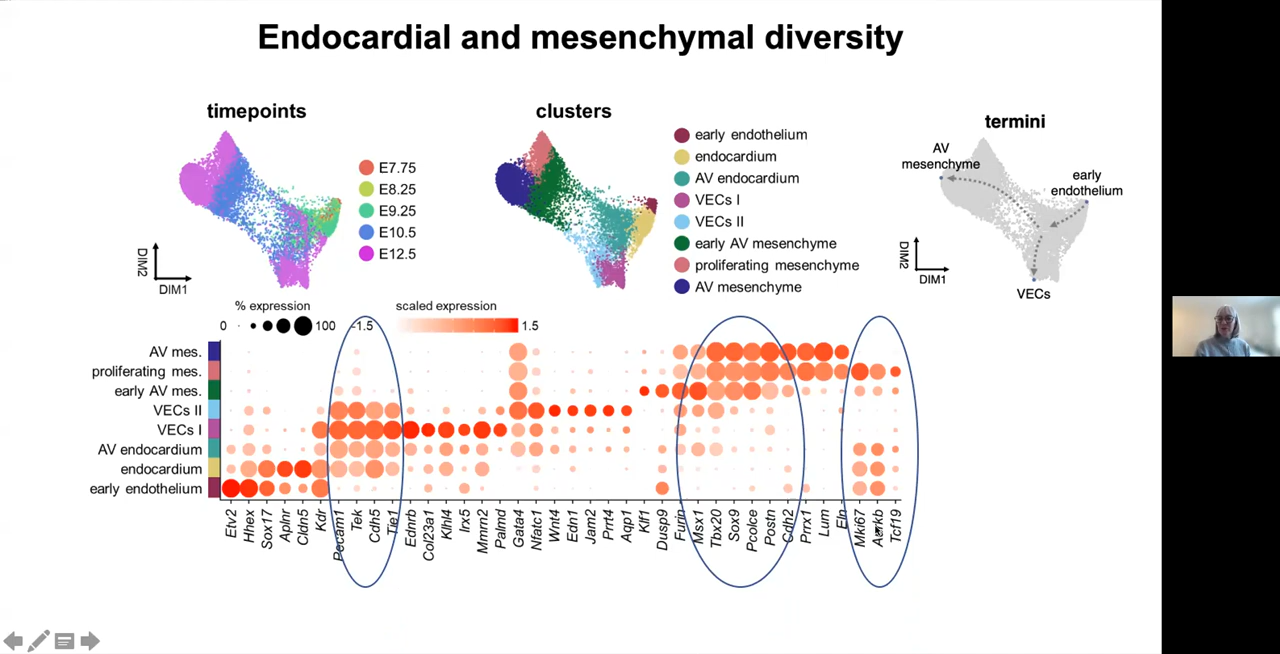 Endocardial and mesenchymal diversity
timepoints
E7.75
E8.25
E9.25
E10.5
E12.5
DIM2
DIM1
clusters
early endothelium
endocardium
AV endocardium
VECs I
VECs II
early AV mesenchyme
proliferating mesenchyme
AV mesenchyme
termini
AV
mesenchyme
early
endothelium
VECs
DIM2
DIM1
% expression
0
100
scaled expression
-1.5
1.5
AV mes.
proliferating mes.
early AV mes.
VECs II
VECs I
AV endocardium
endocardium
early endothelium
Etv2
Hhex
Sox17
Aplnr
Cldn5
Kdr
Pecam1
Tek
Cdh5
Tie1
Ednrb
Col23a1
Klhl4
Irx5
Mmrn2
Palmd
Gata4
Nfatc1
Wnt4
Edn1
Jam2
Prrt4
Aqp1
Klf1
Dusp9
Furin
Msx1
Tbx20
Sox9
Pcolce
Postn
Cdh2
Prrx1
Lum
Eln
Mki67
Aurkb
Tcf19